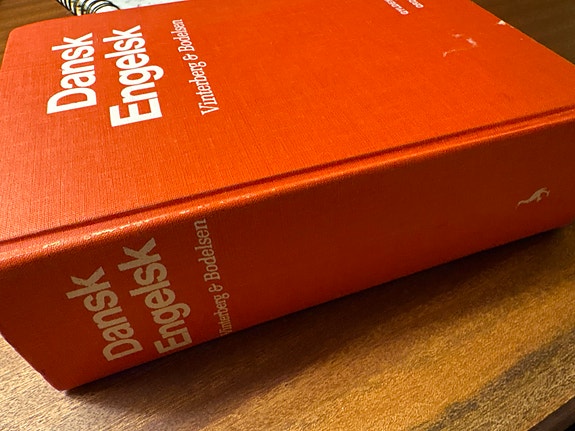 Dansk
Engelsk
Vinterberg & Bodelsen
Dansk
Engelsk
Vinterberg & Bodelsen